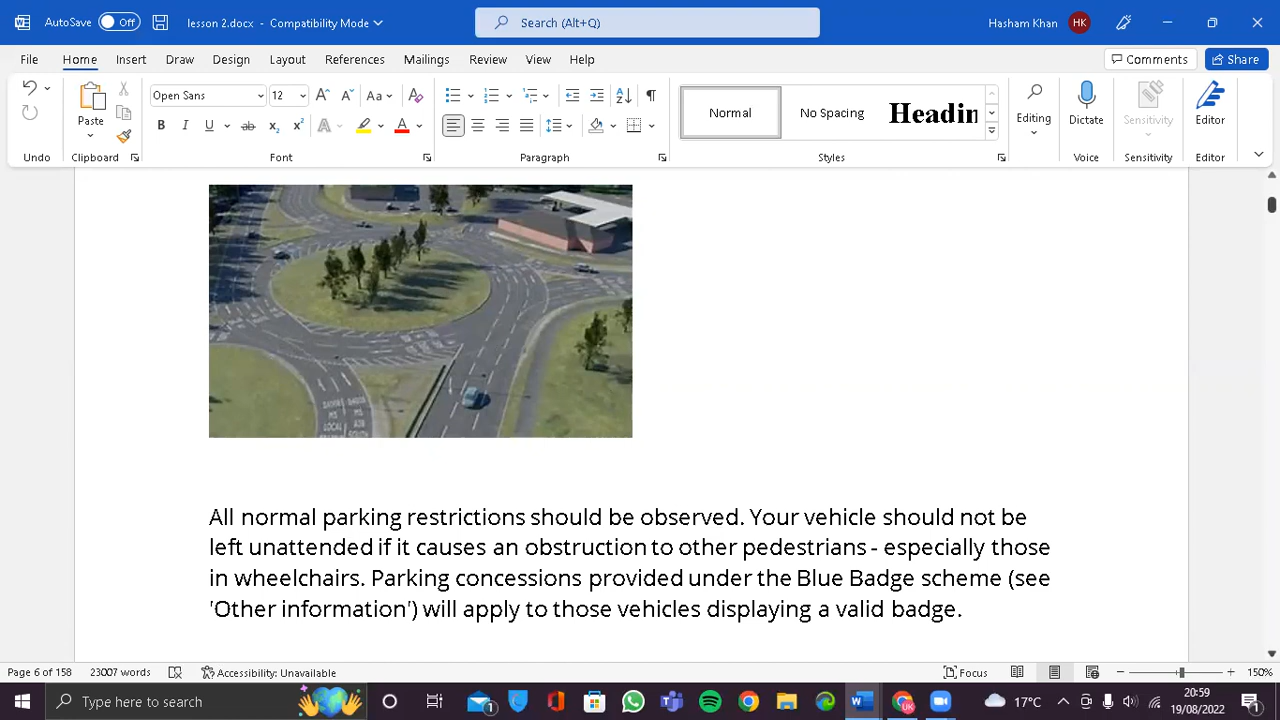 AutoSave Off lesson 2.docx - Compatibility Mode Search (Alt+Q) Hasham Khan HK
File Home Insert Draw Design Layout References Mailings Review View Help Comments Share
Open Sans 12 Aa Normal No Spacing Headin
Paste Editing Dictate Sensitivity Editor
Undo Clipboard Font Paragraph Styles Voice Sensitivity Editor
All normal parking restrictions should be observed. Your vehicle should not be
left unattended if it causes an obstruction to other pedestrians - especially those
in wheelchairs. Parking concessions provided under the Blue Badge scheme (see
'Other information') will apply to those vehicles displaying a valid badge.
Page 6 of 158 23007 words Accessibility: Unavailable Focus 150%
Type here to search 17°C 20:59
19/08/2022